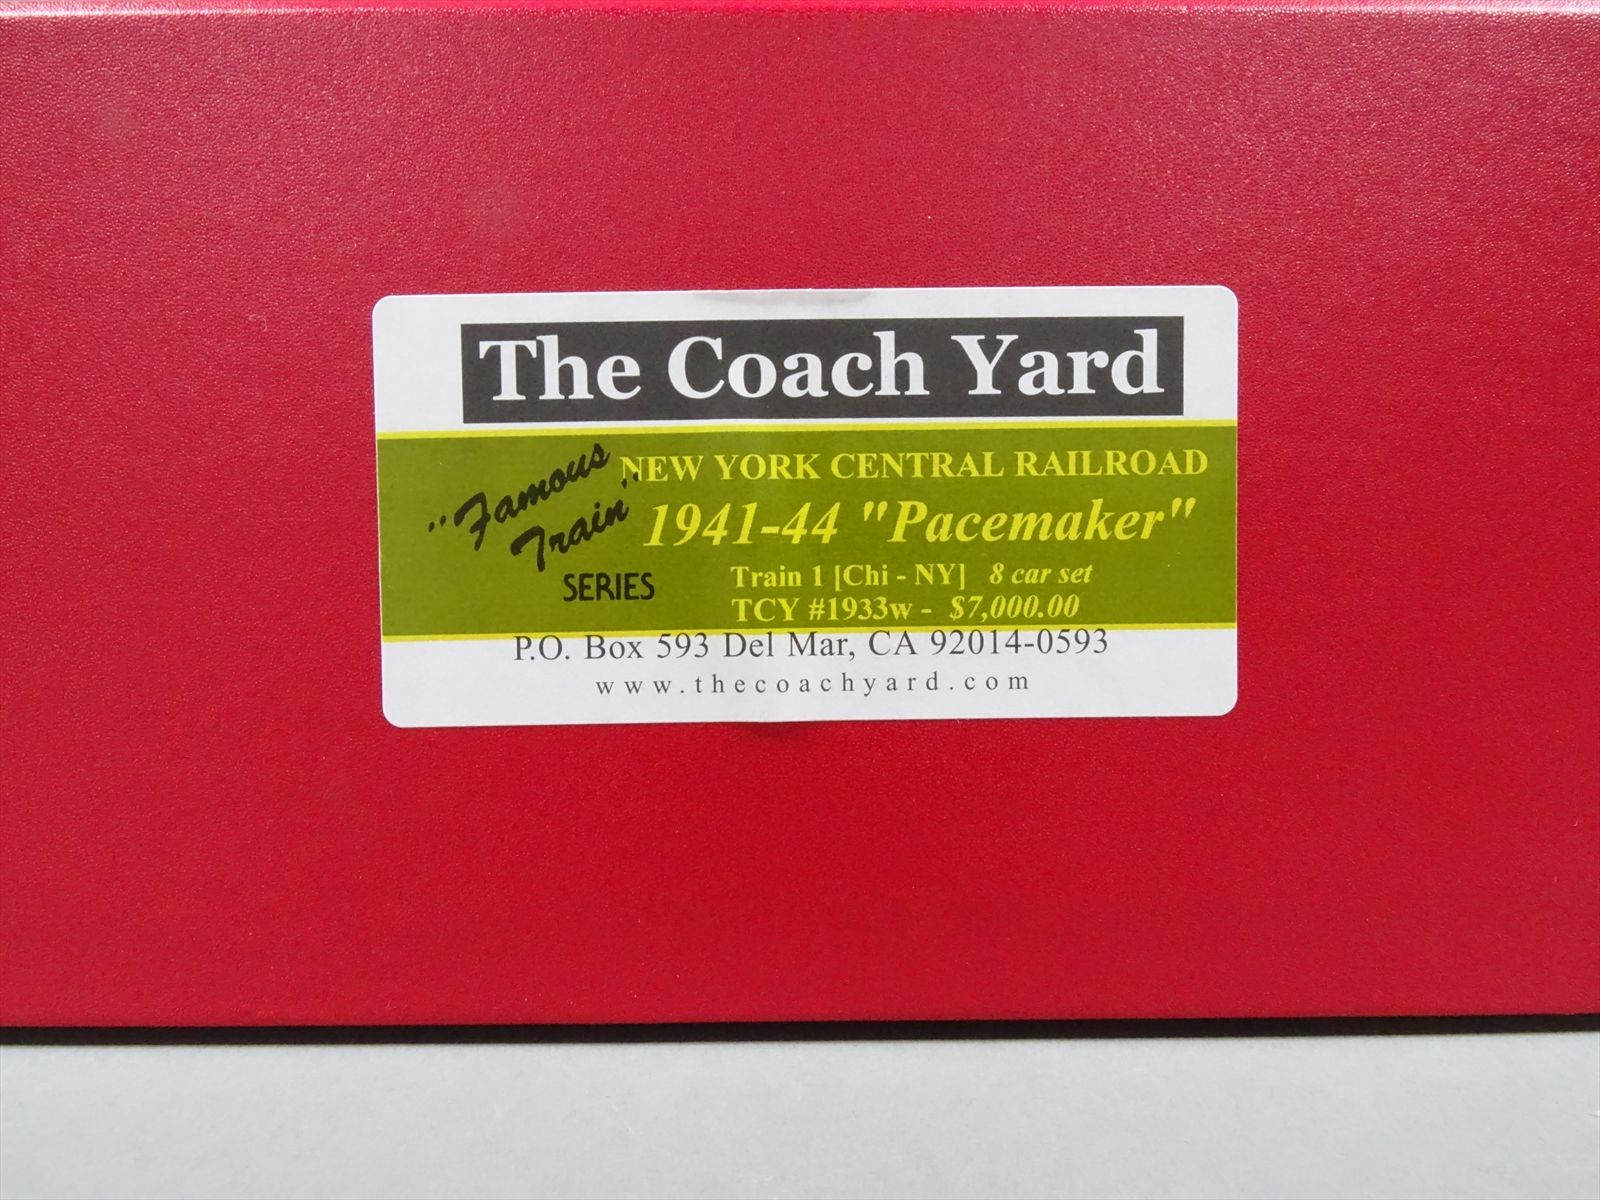 The Coach Yard
"Famous
Train"
SERIES
NEW YORK CENTRAL RAILROAD
1941-44 "Pacemaker"
Train 1 [Chi - NY] 8 car set
TCY #1933w - $7,000.00
P.O. Box 593 Del Mar, CA 92014-0593
www.thecoachyard.com